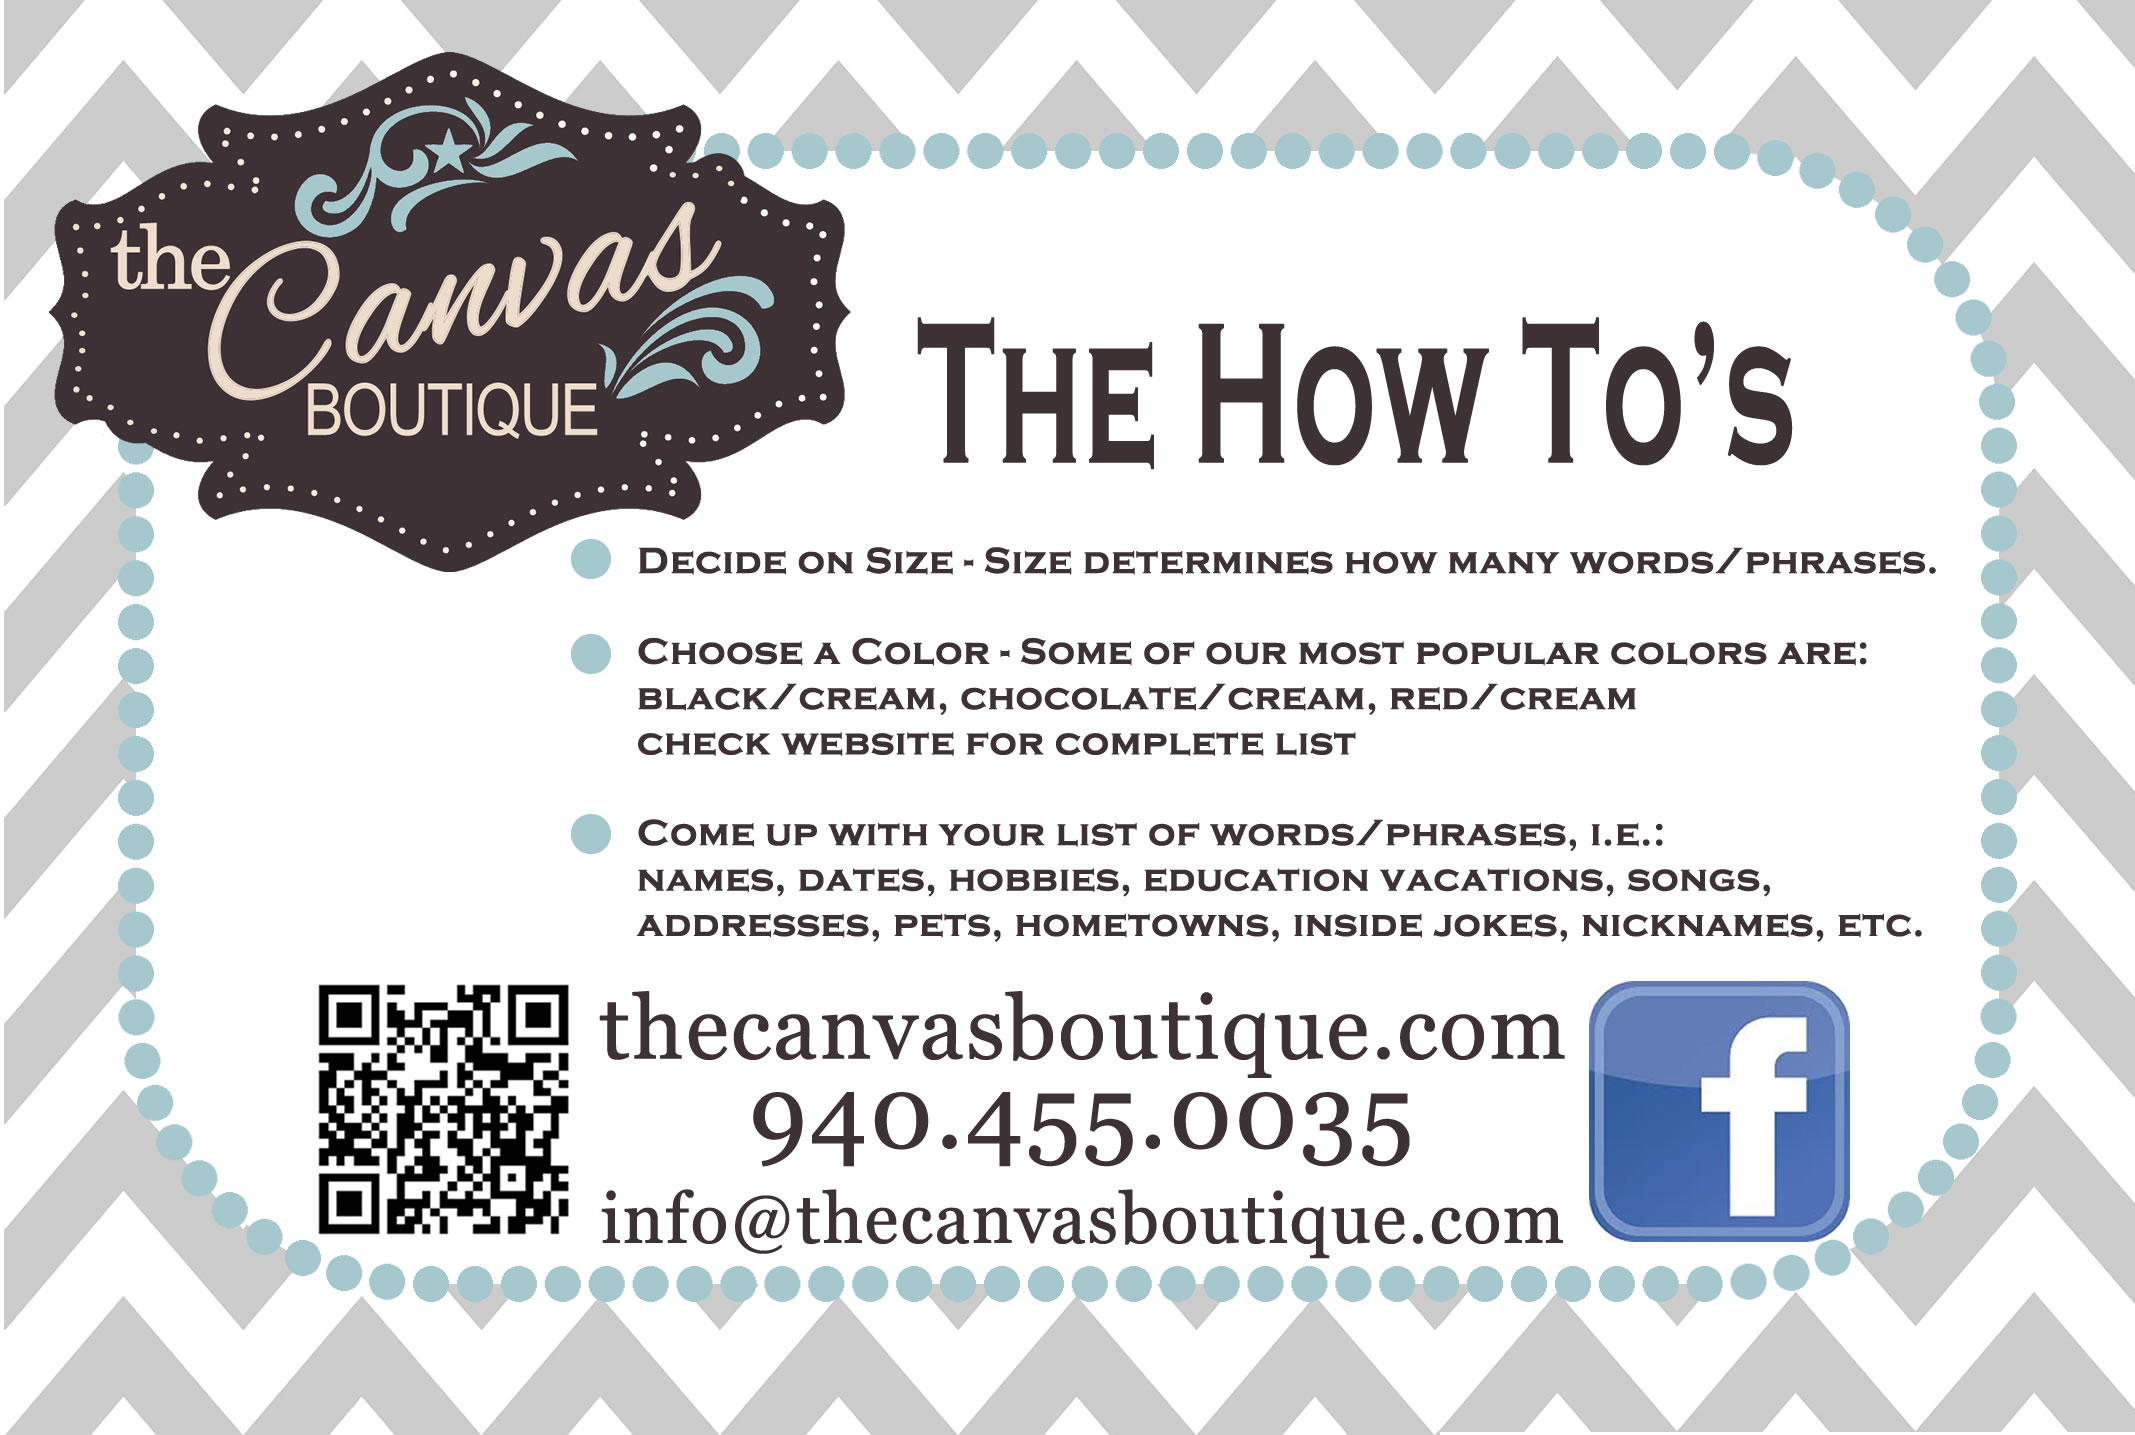 the Canvas
BOUTIQUE
The How To's
Decide on Size - Size determines how many words/phrases.
Choose a Color - Some of our most popular colors are:
black/cream, chocolate/cream, red/cream
check website for complete list
Come up with your list of words/phrases, i.e.:
names, dates, hobbies, education vacations, songs,
addresses, pets, hometowns, inside jokes, nicknames, etc.
thecanvasboutique.com
940.455.0035
info@thecanvasboutique.com
f